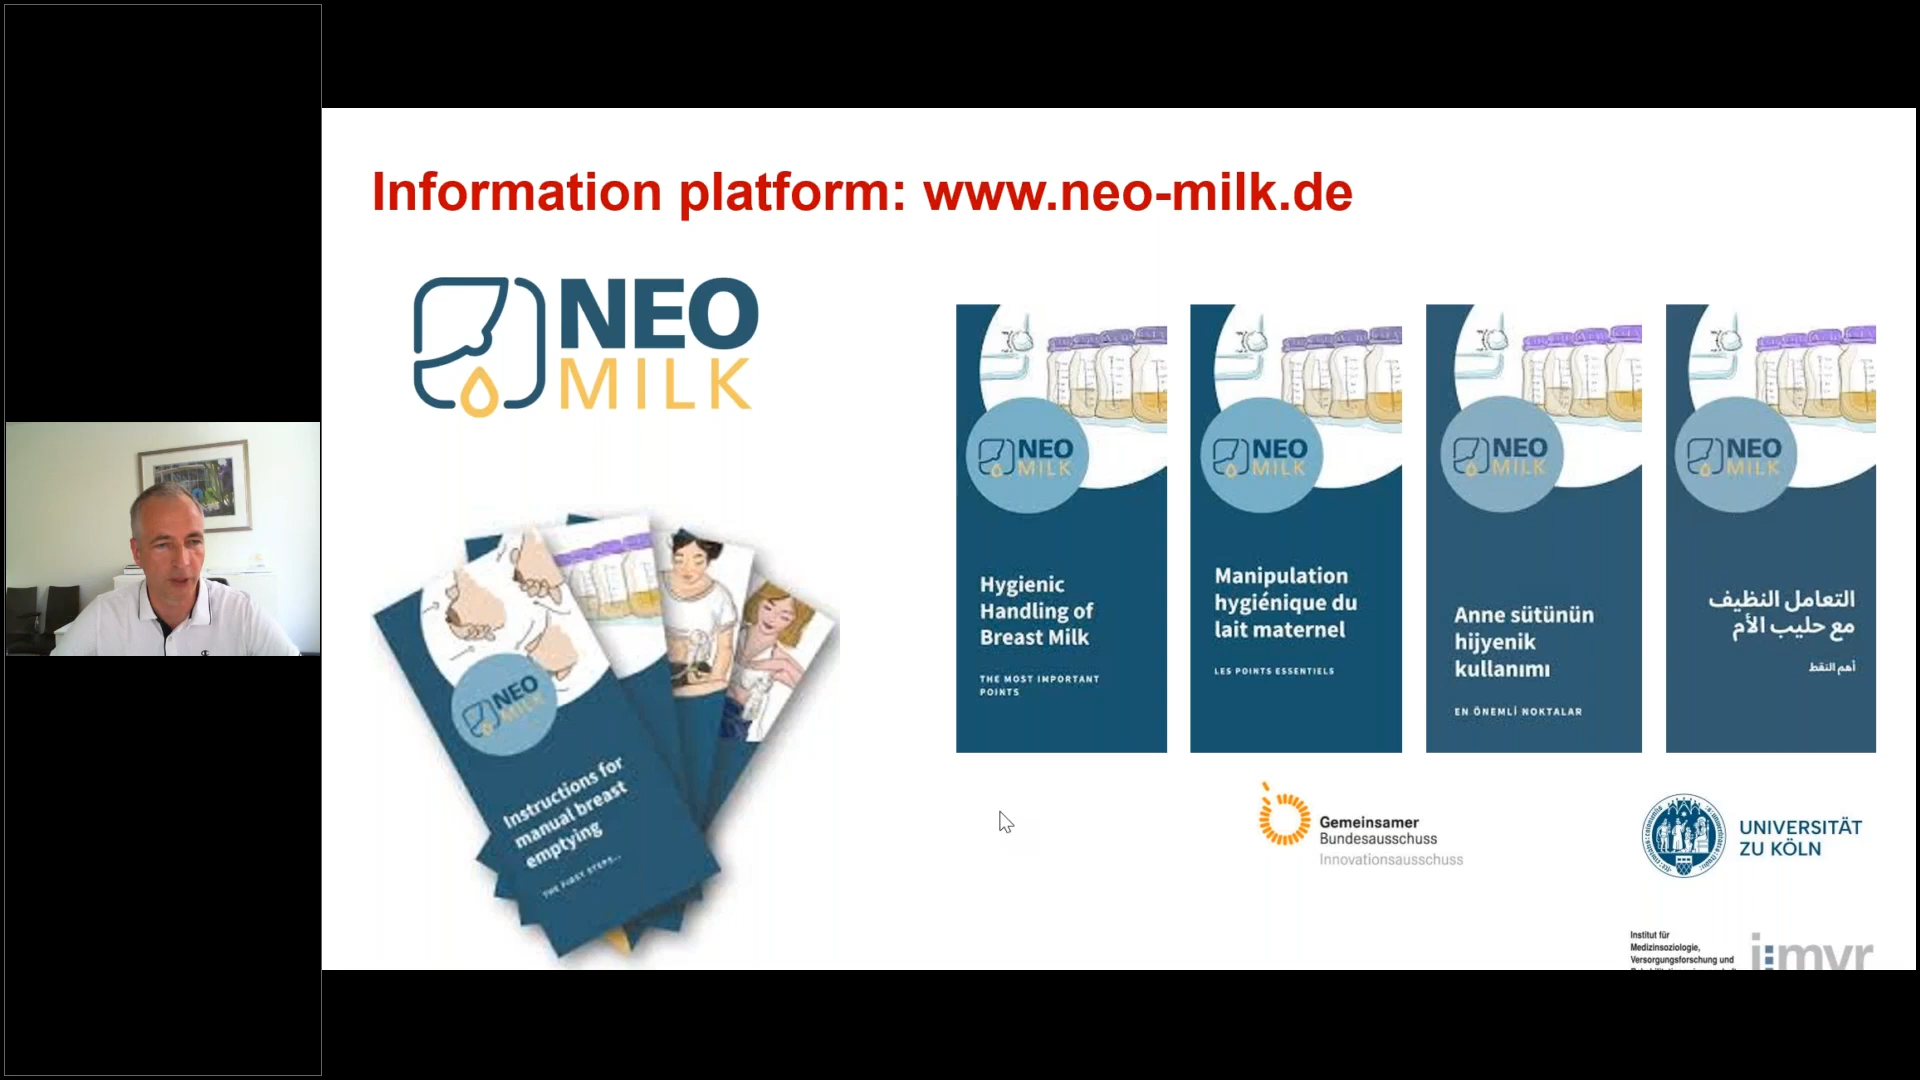 Information platform: www.neo-milk.de
NEO
MILK
NEO
MILK
Instructions for
manual breast
emptying
THE FIRST STEPS...
NEO
MILK
Hygienic
Handling of
Breast Milk
THE MOST IMPORTANT
POINTS
NEO
MILK
Manipulation
hygiénique du
lait maternel
LES POINTS ESSENTIELS
NEO
MILK
Anne sütünün
hijyenik
kullanımı
EN ÖNEMLİ NOKTALAR
NEO
MILK
التعامل النظيف
مع حليب الأم
أهم النقط
Gemeinsamer
Bundesausschuss
Innovationsausschuss
UNIVERSITÄT
ZU KÖLN
Institut für
Medizinsoziologie,
Versorgungsforschung und
imvr